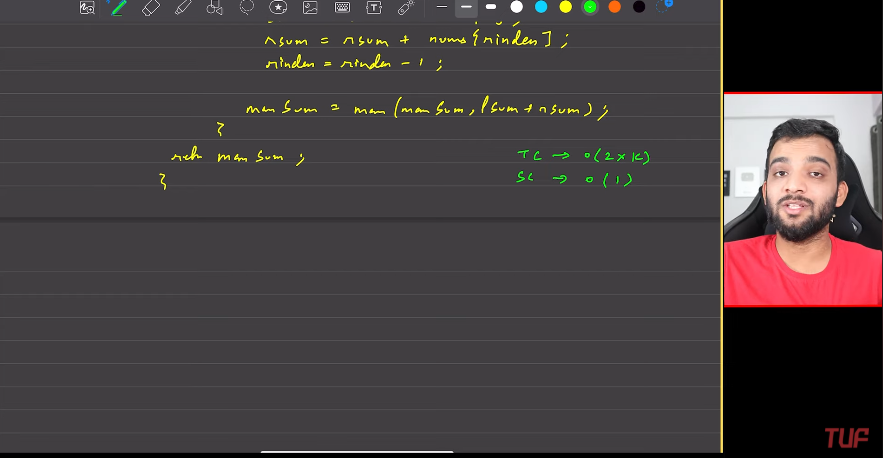 rsum = rsum + nums[rindex];
rindex = rindex - 1;
maxsum = max(maxsum, lsum + rsum);
}
return maxsum;
}
TC → O(2×K)
SC → O(1)
TUF